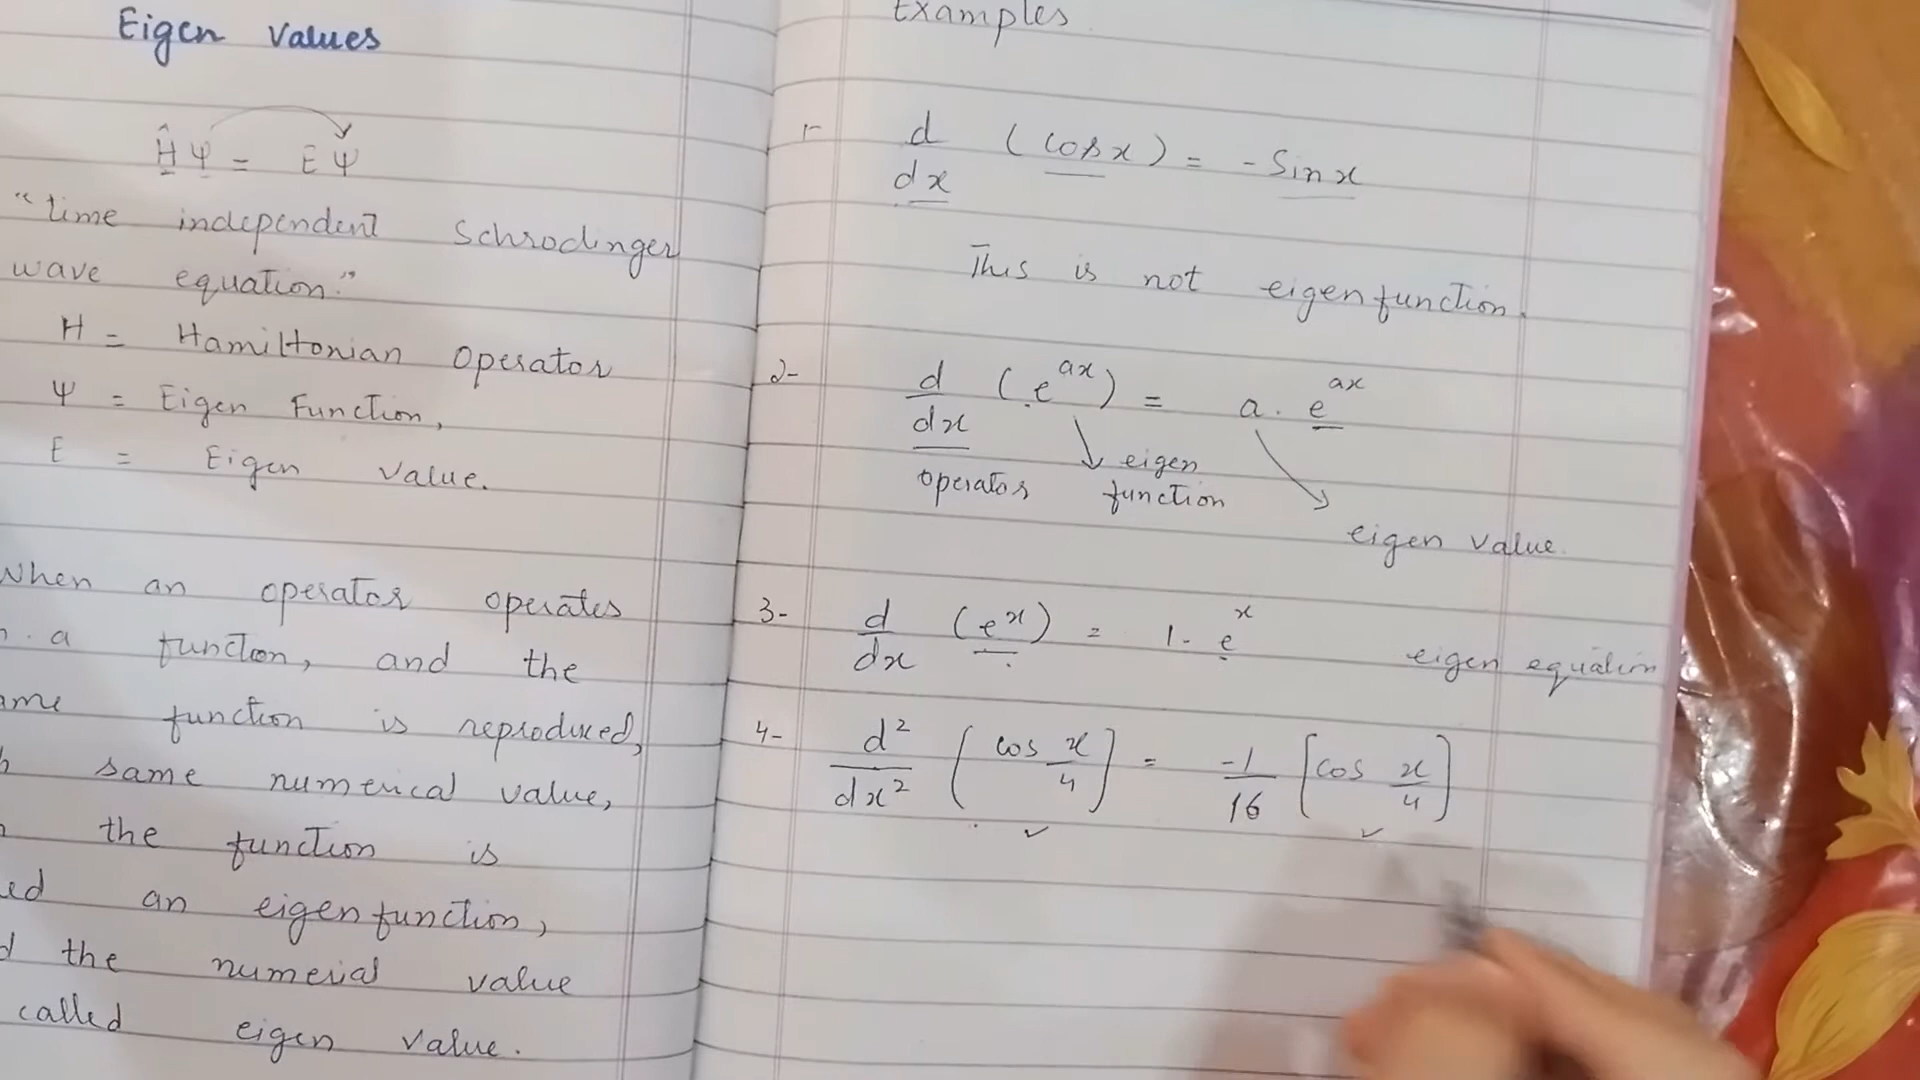 Eigen Values
ĤΨ = EΨ
"time independent Schrodinger
wave equation."
H = Hamiltonian Operator
Ψ = Eigen Function,
E = Eigen Value.
When an operator operates
a function, and the
function is reproduced,
same numerical value,
the function is
an eigenfunction,
the numerial value
called eigen value.
Examples.
1- d/dx (cosx) = -Sinx
This is not eigenfunction.
2- d/dx (e^ax) = a. e^ax
operator eigen function
eigen value.
3- d/dx (e^x) = 1. e^x eigen equation
4- d²/dx² [cos x/4] = -1/16 [cos x/4]